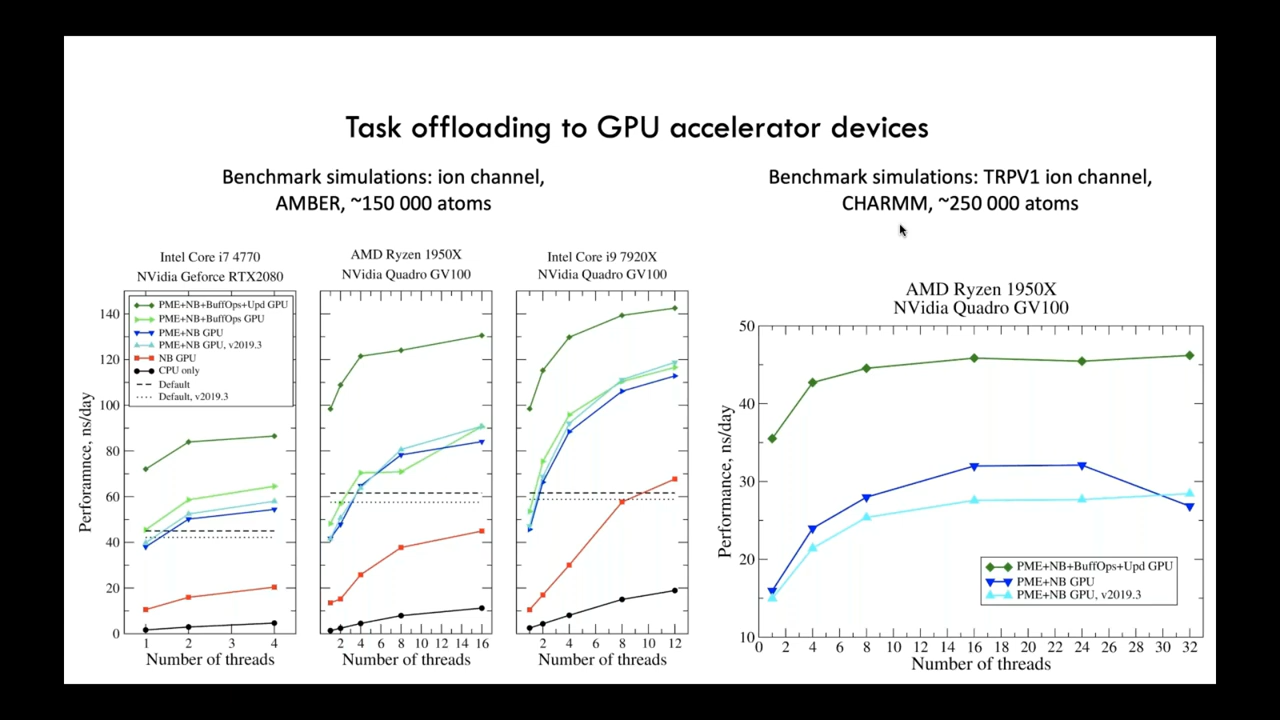 Task offloading to GPU accelerator devices
Benchmark simulations: ion channel,
AMBER, ~150 000 atoms
Benchmark simulations: TRPV1 ion channel,
CHARMM, ~250 000 atoms
Intel Core i7 4770
NVidia Geforce RTX2080
AMD Ryzen 1950X
NVidia Quadro GV100
Intel Core i9 7920X
NVidia Quadro GV100
PME+NB+BuffOps+Upd GPU
PME+NB+BuffOps GPU
PME+NB GPU
PME+NB GPU, v2019.3
NB GPU
CPU only
Default
Default, v2019.3
Perforamnce, ns/day
140
120
100
80
60
40
20
0
1 2 3 4
Number of threads
2 4 6 8 10 12 14 16
Number of threads
2 4 6 8 10 12
Number of threads
AMD Ryzen 1950X
NVidia Quadro GV100
Performance, ns/day
50
40
30
20
10
PME+NB+BuffOps+Upd GPU
PME+NB GPU
PME+NB GPU, v2019.3
0 2 4 6 8 10 12 14 16 18 20 22 24 26 28 30 32
Number of threads